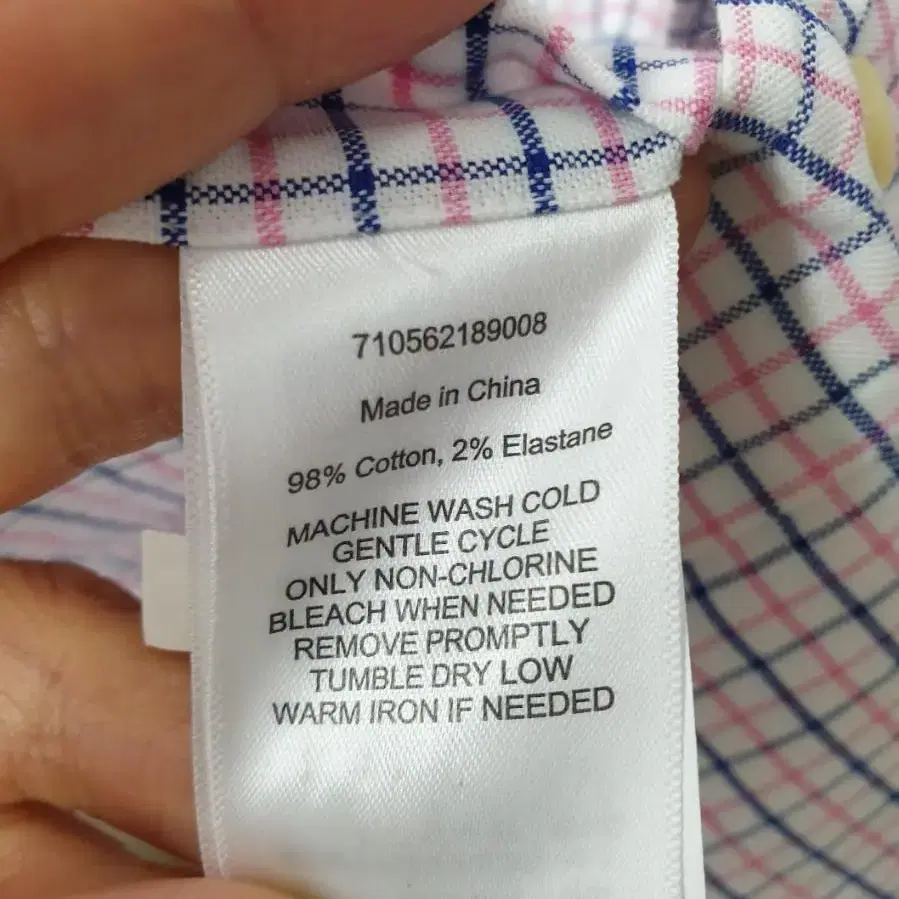 710562189008
Made in China
98% Cotton, 2% Elastane
MACHINE WASH COLD
GENTLE CYCLE
ONLY NON-CHLORINE
BLEACH WHEN NEEDED
REMOVE PROMPTLY
TUMBLE DRY LOW
WARM IRON IF NEEDED